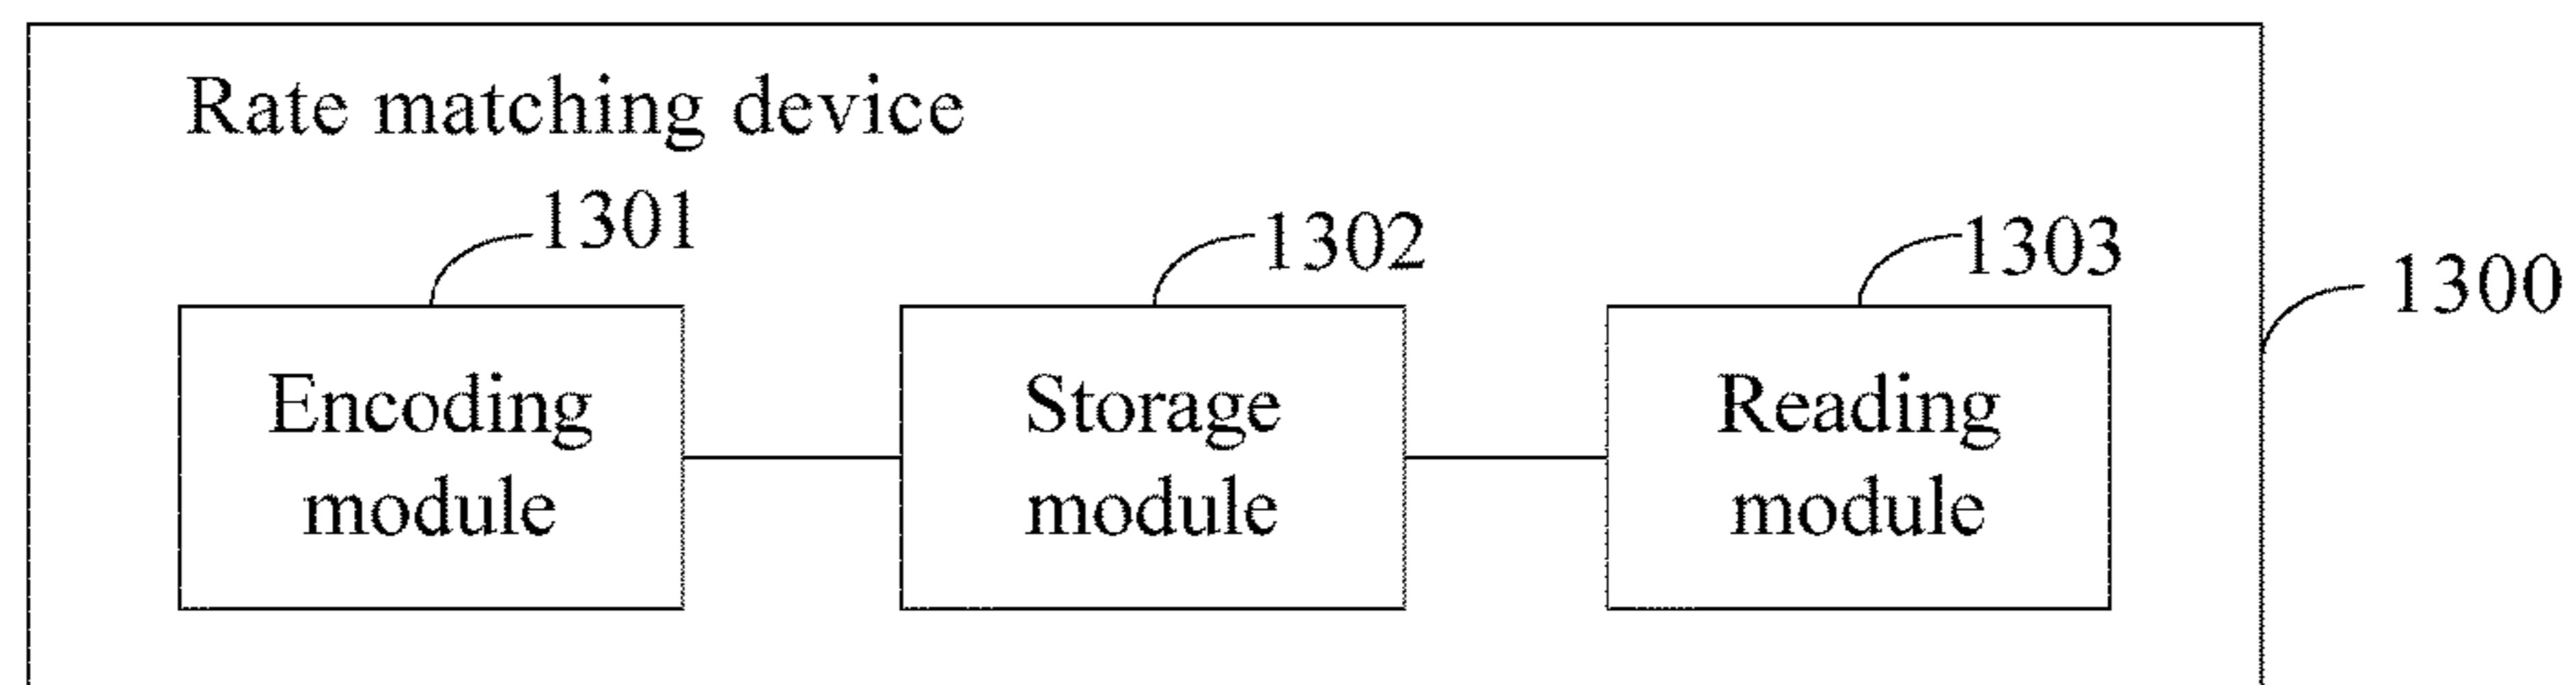 Rate matching device
1301
1302
1303
1300
Encoding
module
Storage
module
Reading
module